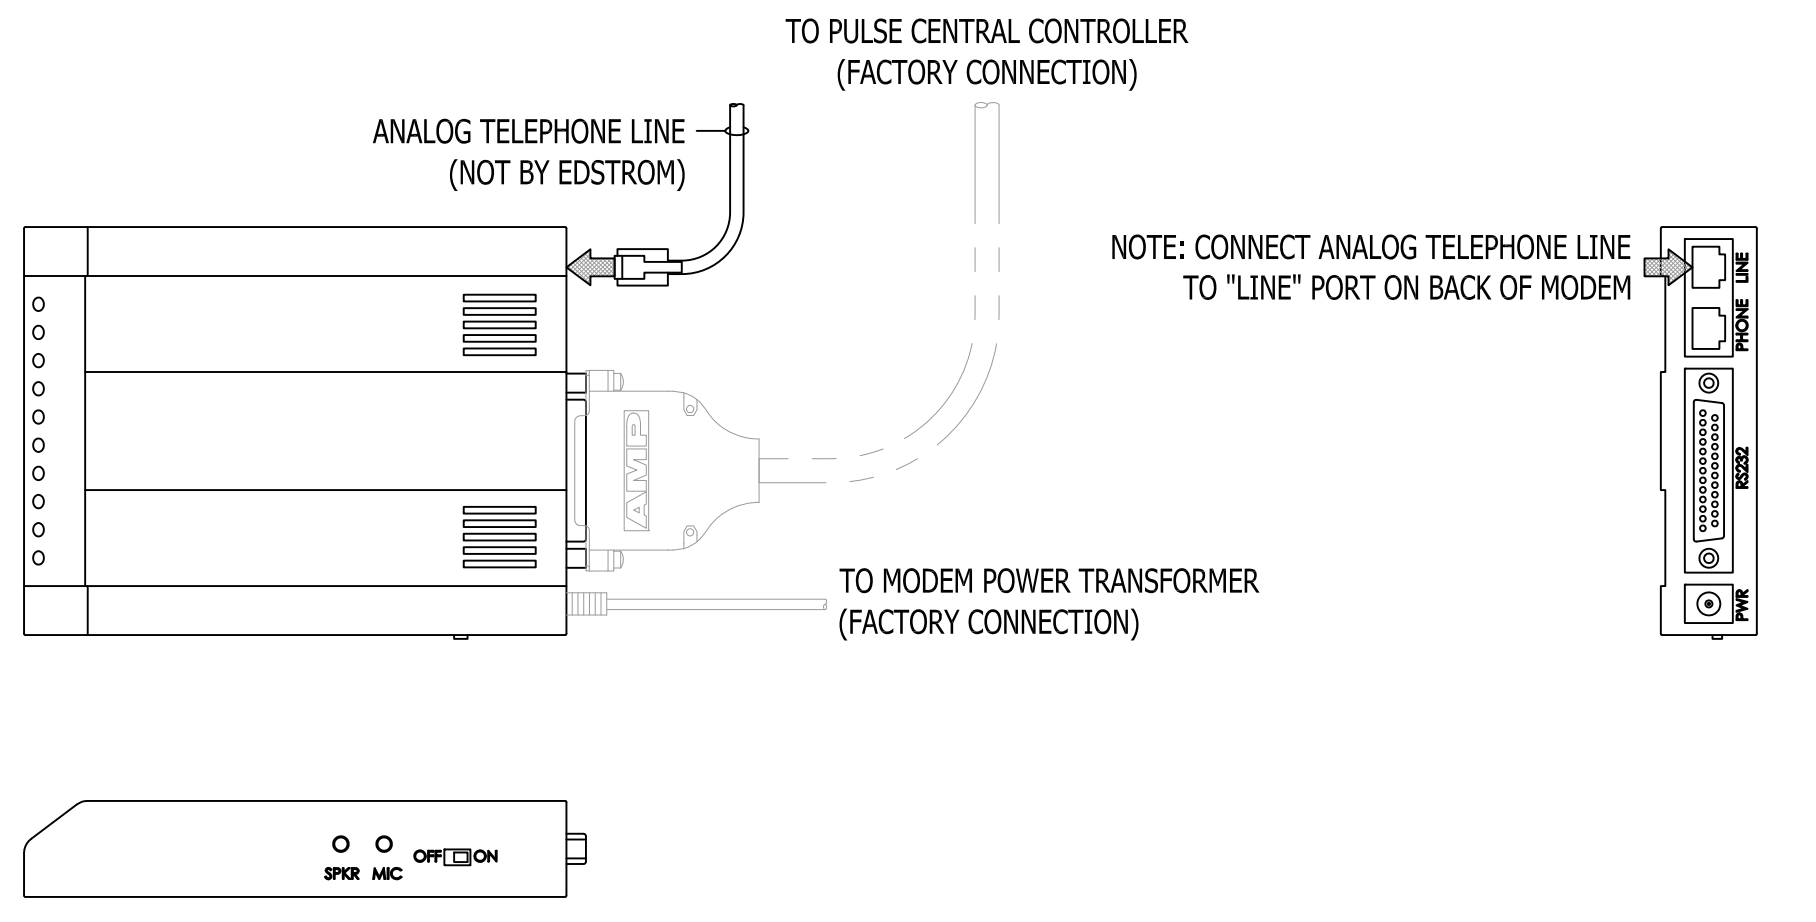 TO PULSE CENTRAL CONTROLLER
(FACTORY CONNECTION)
ANALOG TELEPHONE LINE
(NOT BY EDSTROM)
NOTE: CONNECT ANALOG TELEPHONE LINE
TO "LINE" PORT ON BACK OF MODEM
LINE
PHONE
RS232
PWR
AMP
TO MODEM POWER TRANSFORMER
(FACTORY CONNECTION)
OFF ON
SPKR MIC